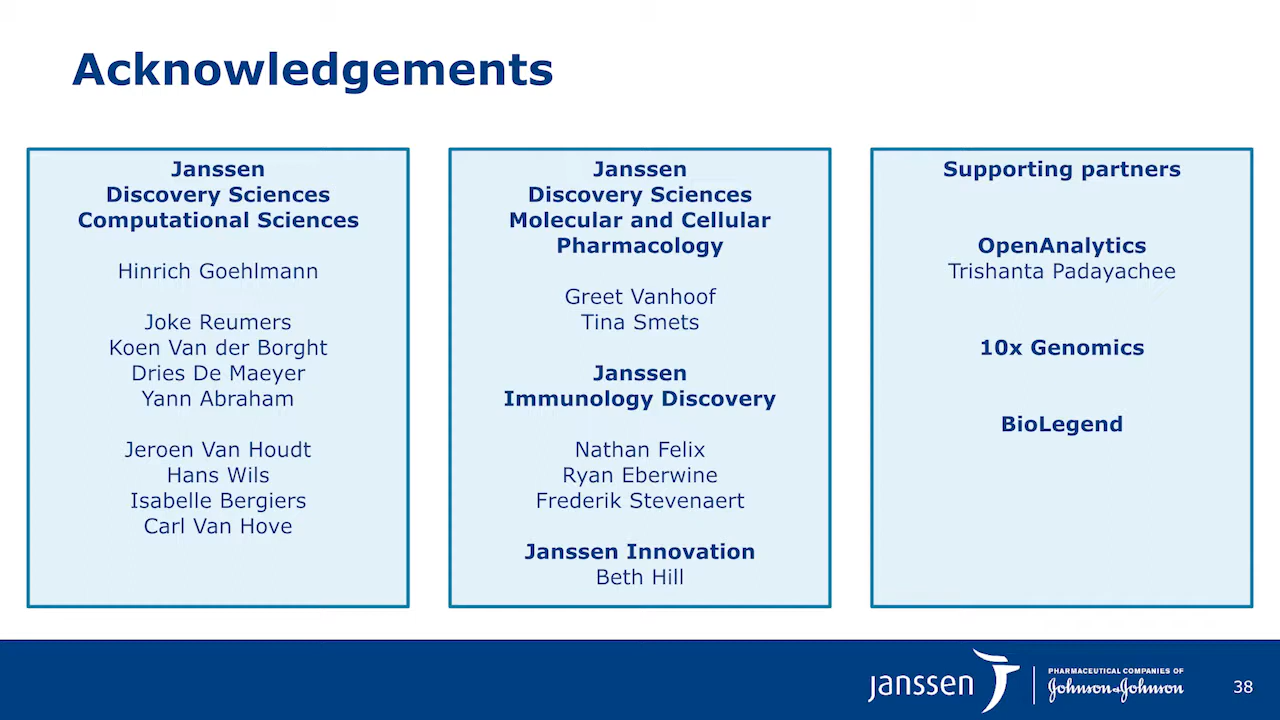 Acknowledgements
Janssen
Discovery Sciences
Computational Sciences
Hinrich Goehlmann
Joke Reumers
Koen Van der Borght
Dries De Maeyer
Yann Abraham
Jeroen Van Houdt
Hans Wils
Isabelle Bergiers
Carl Van Hove
Janssen
Discovery Sciences
Molecular and Cellular
Pharmacology
Greet Vanhoof
Tina Smets
Janssen
Immunology Discovery
Nathan Felix
Ryan Eberwine
Frederik Stevenaert
Janssen Innovation
Beth Hill
Supporting partners
OpenAnalytics
Trishanta Padayachee
10x Genomics
BioLegend
janssen
PHARMACEUTICAL COMPANIES OF
Johnson & Johnson
38